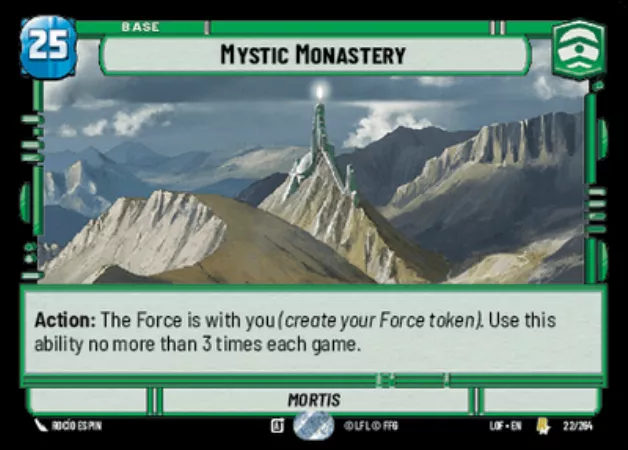 BASE
25
MYSTIC MONASTERY
Action: The Force is with you (create your Force token). Use this
ability no more than 3 times each game.
MORTIS
ROCÍO ESPIN
A
© LFL © FFG
LOF • EN
22/264